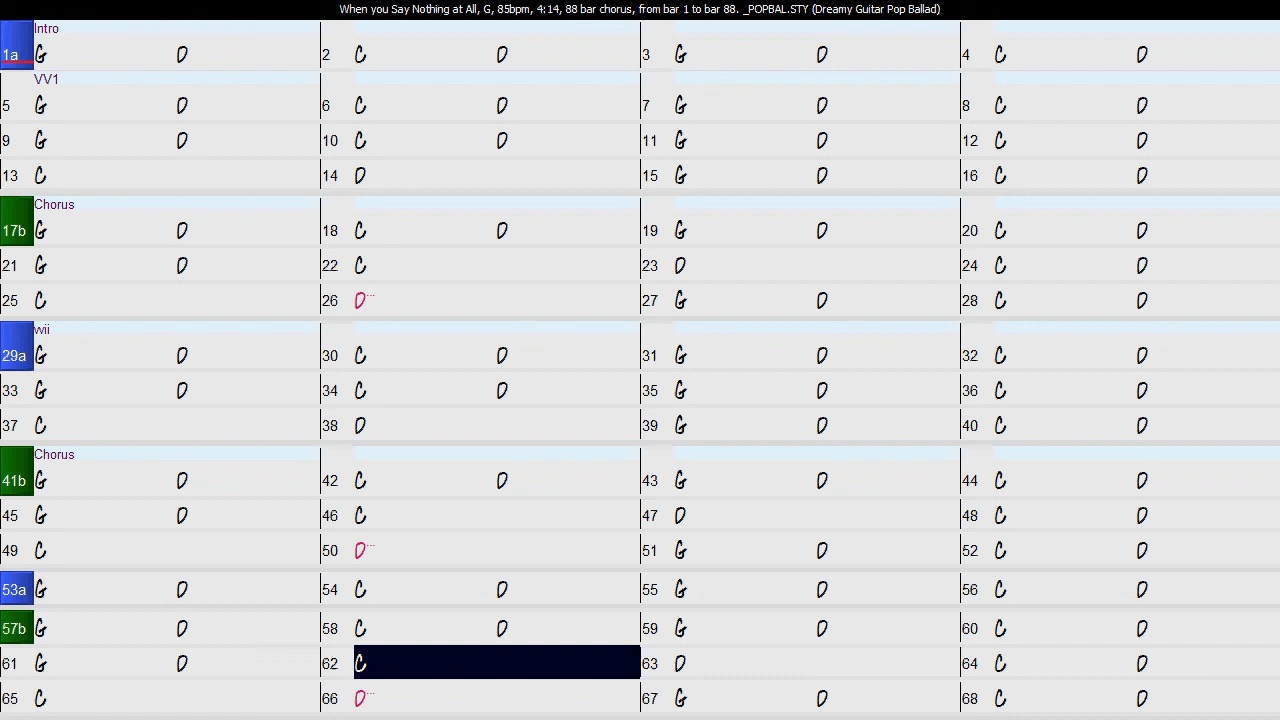 When you Say Nothing at All, G, 85bpm, 4:14, 88 bar chorus, from bar 1 to bar 88. _POPBAL.STY (Dreamy Guitar Pop Ballad)
Intro
1a G D 2 C D 3 G D 4 C D
VV1
5 G D 6 C D 7 G D 8 C D
9 G D 10 C D 11 G D 12 C D
13 C 14 D 15 G D 16 C D
Chorus
17b G D 18 C D 19 G D 20 C D
21 G D 22 C 23 D 24 C D
25 C 26 D... 27 G D 28 C D
wii
29a G D 30 C D 31 G D 32 C D
33 G D 34 C D 35 G D 36 C D
37 C 38 D 39 G D 40 C D
Chorus
41b G D 42 C D 43 G D 44 C D
45 G D 46 C 47 D 48 C D
49 C 50 D... 51 G D 52 C D
53a G D 54 C D 55 G D 56 C D
57b G D 58 C D 59 G D 60 C D
61 G D 62 C 63 D 64 C D
65 C 66 D... 67 G D 68 C D